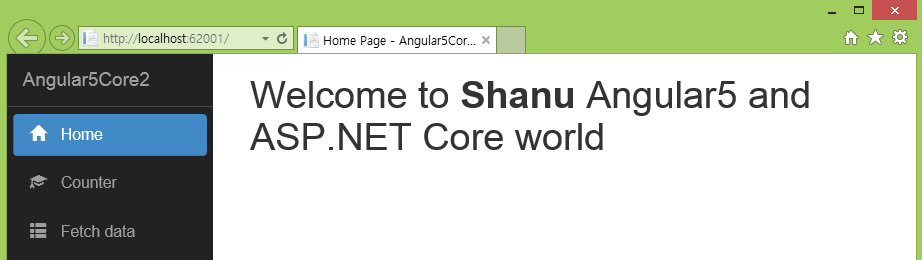 http://localhost:62001/
Home Page - Angular5Cor...
Angular5Core2
Home
Counter
Fetch data
Welcome to Shanu Angular5 and
ASP.NET Core world